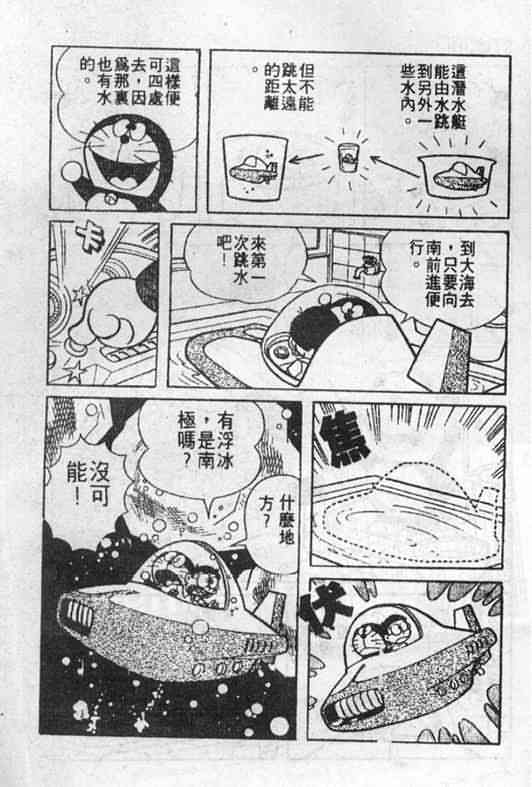 這潛水艇
能由水跳
到另外一
些水內。
但不能
跳太遠
的距離
這樣便
可四處
去，因
爲那裏
也有水
的。
到大海去
，只要向
南前進便
行。
來第一
次跳水
吧！
卡
焦
伏
什麼地
方？
有浮冰
，是南
極嗎？
沒可
能！